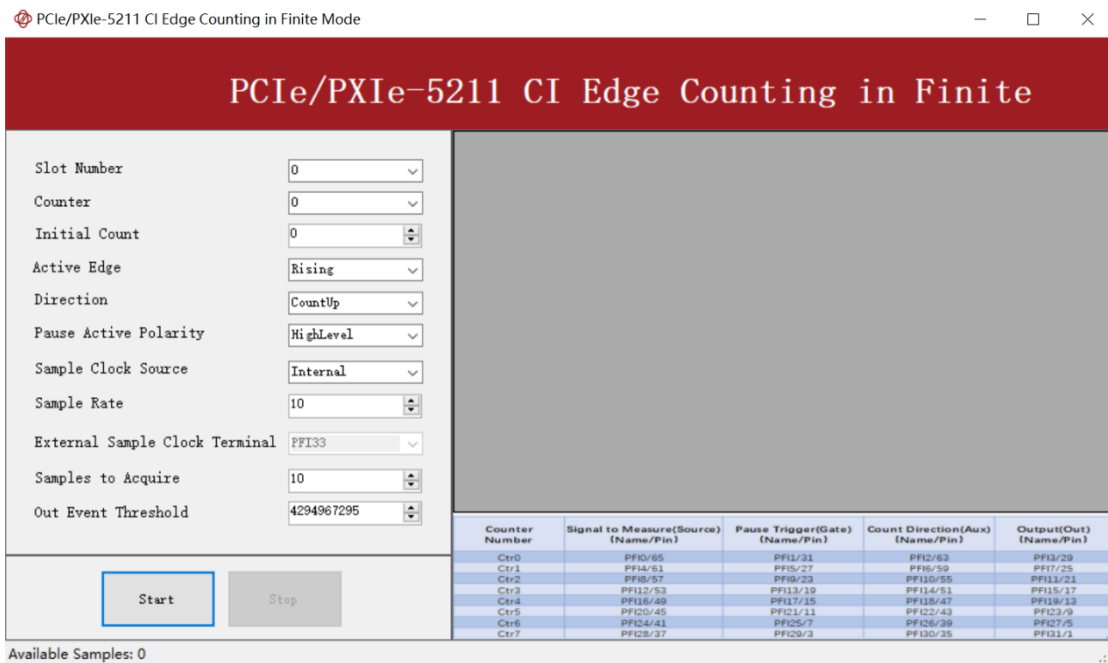 PCIe/PXIe-5211 CI Edge Counting in Finite Mode
PCIe/PXIe-5211 CI Edge Counting in Finite
Slot Number 0
Counter 0
Initial Count 0
Active Edge Rising
Direction CountUp
Pause Active Polarity HighLevel
Sample Clock Source Internal
Sample Rate 10
External Sample Clock Terminal PFI33
Samples to Acquire 10
Out Event Threshold 4294967295
Start Stop
Counter Signal to Measure(Source) Pause Trigger(Gate) Count Direction(Aux) Output(Out)
Number (Name/Pin) (Name/Pin) (Name/Pin) (Name/Pin)
Ctr0 PFI0/65 PFI1/31 PFI2/63 PFI3/29
Ctr1 PFI4/61 PFI5/27 PFI6/59 PFI7/25
Ctr2 PFI8/57 PFI9/23 PFI10/55 PFI11/21
Ctr3 PFI12/53 PFI13/19 PFI14/51 PFI15/17
Ctr4 PFI16/49 PFI17/15 PFI18/47 PFI19/13
Ctr5 PFI20/45 PFI21/11 PFI22/43 PFI23/9
Ctr6 PFI24/41 PFI25/7 PFI26/39 PFI27/5
Ctr7 PFI28/37 PFI29/3 PFI30/35 PFI31/1
Available Samples: 0